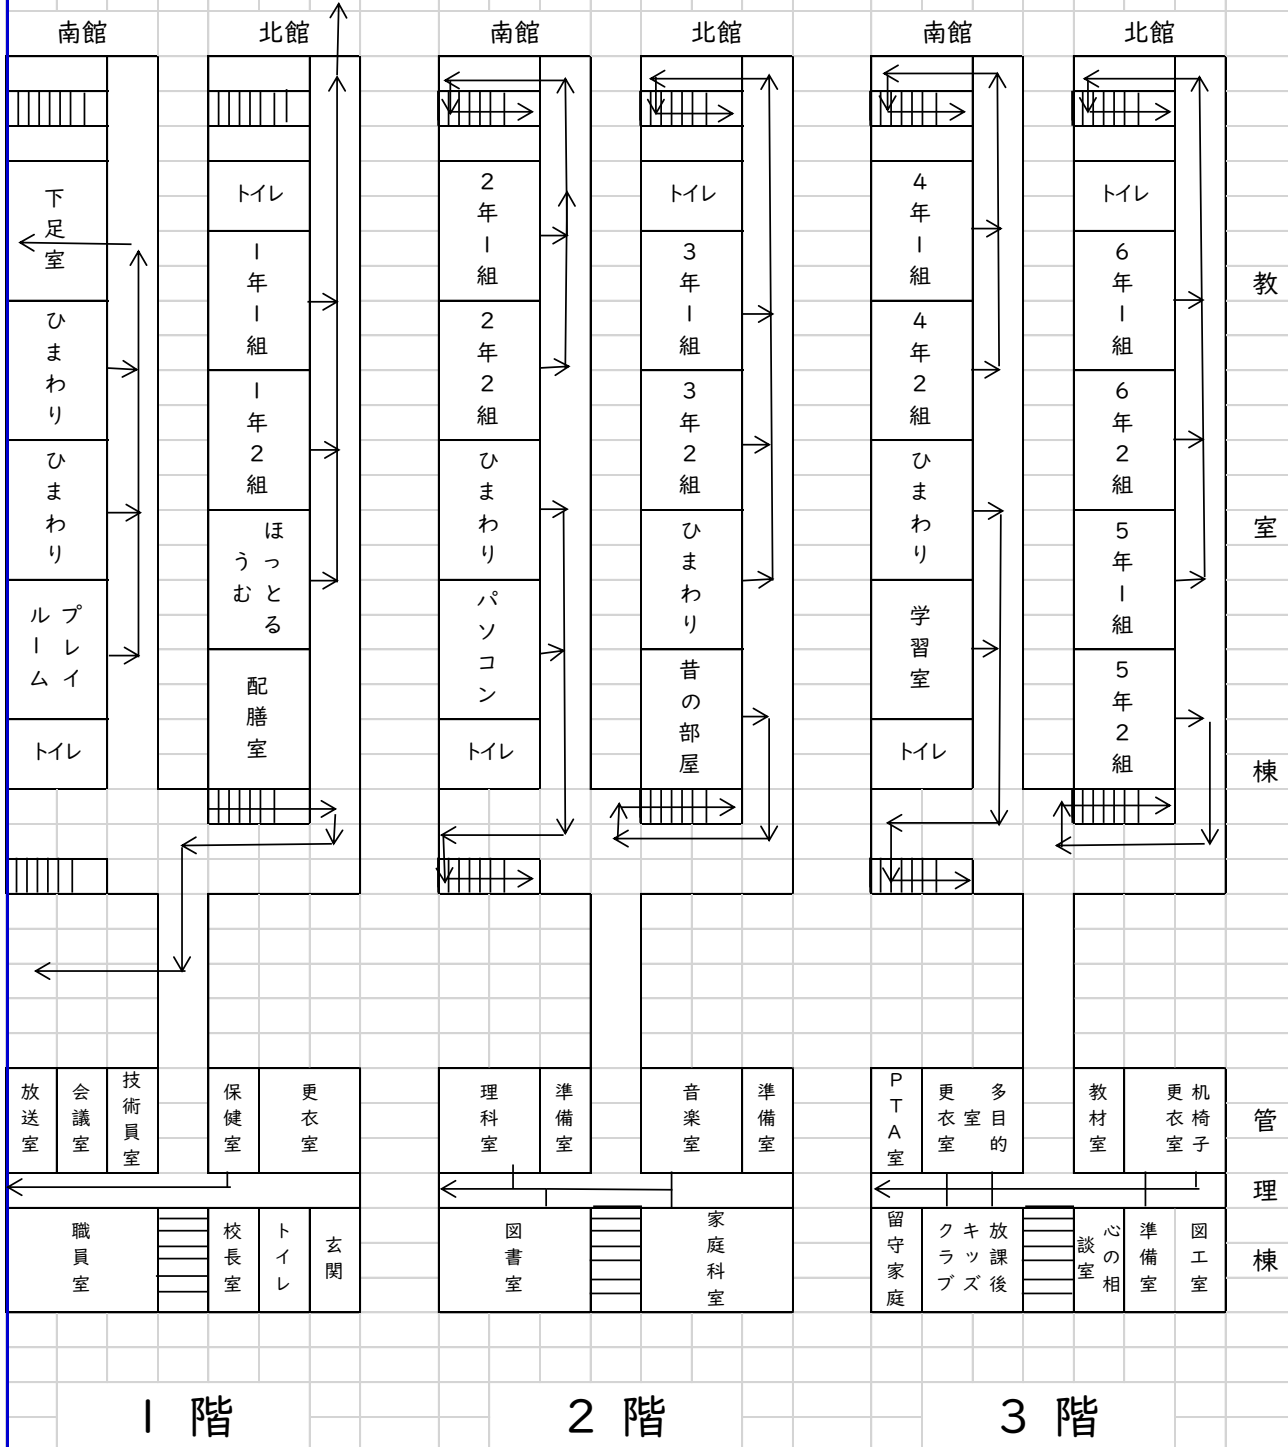 南館
北館
南館
北館
南館
北館
下足室
ひまわり
ひまわり
プレイルーム
トイレ
トイレ
1年1組
1年2組
ほっとるうむ
配膳室
2年1組
2年2組
ひまわり
パソコン
トイレ
トイレ
3年1組
3年2組
ひまわり
昔の部屋
4年1組
4年2組
ひまわり
学習室
トイレ
トイレ
6年1組
6年2組
5年1組
5年2組
教室棟
放送室
会議室
技術員室
保健室
更衣室
理科室
準備室
音楽室
準備室
PTA室
多目的室
更衣室
教材室
机椅子
更衣室
職員室
校長室
トイレ
玄関
図書室
家庭科室
留守家庭
放課後
キッズ
クラブ
心の相談室
準備室
図工室
管理棟
1階
2階
3階